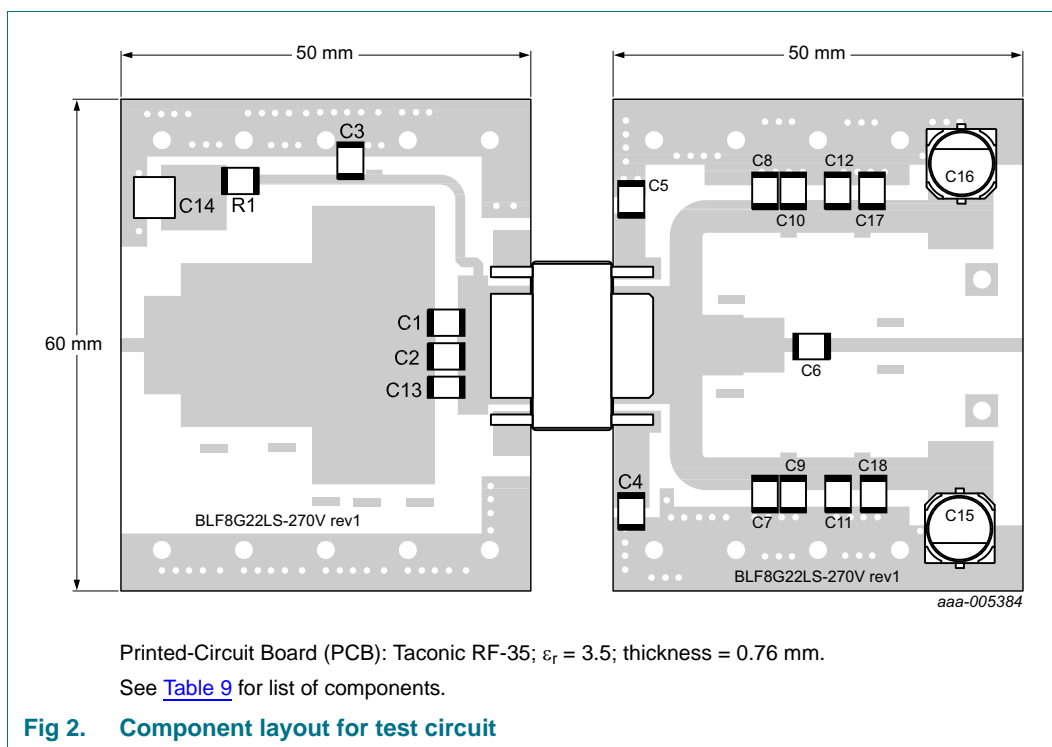 50 mm
50 mm
60 mm
C3
C14
R1
C1
C2
C13
BLF8G22LS-270V rev1
C5
C8
C12
C10
C17
C16
C6
C4
C9
C18
C7
C11
C15
BLF8G22LS-270V rev1
aaa-005384
Printed-Circuit Board (PCB): Taconic RF-35; εr = 3.5; thickness = 0.76 mm.
See Table 9 for list of components.
Fig 2. Component layout for test circuit